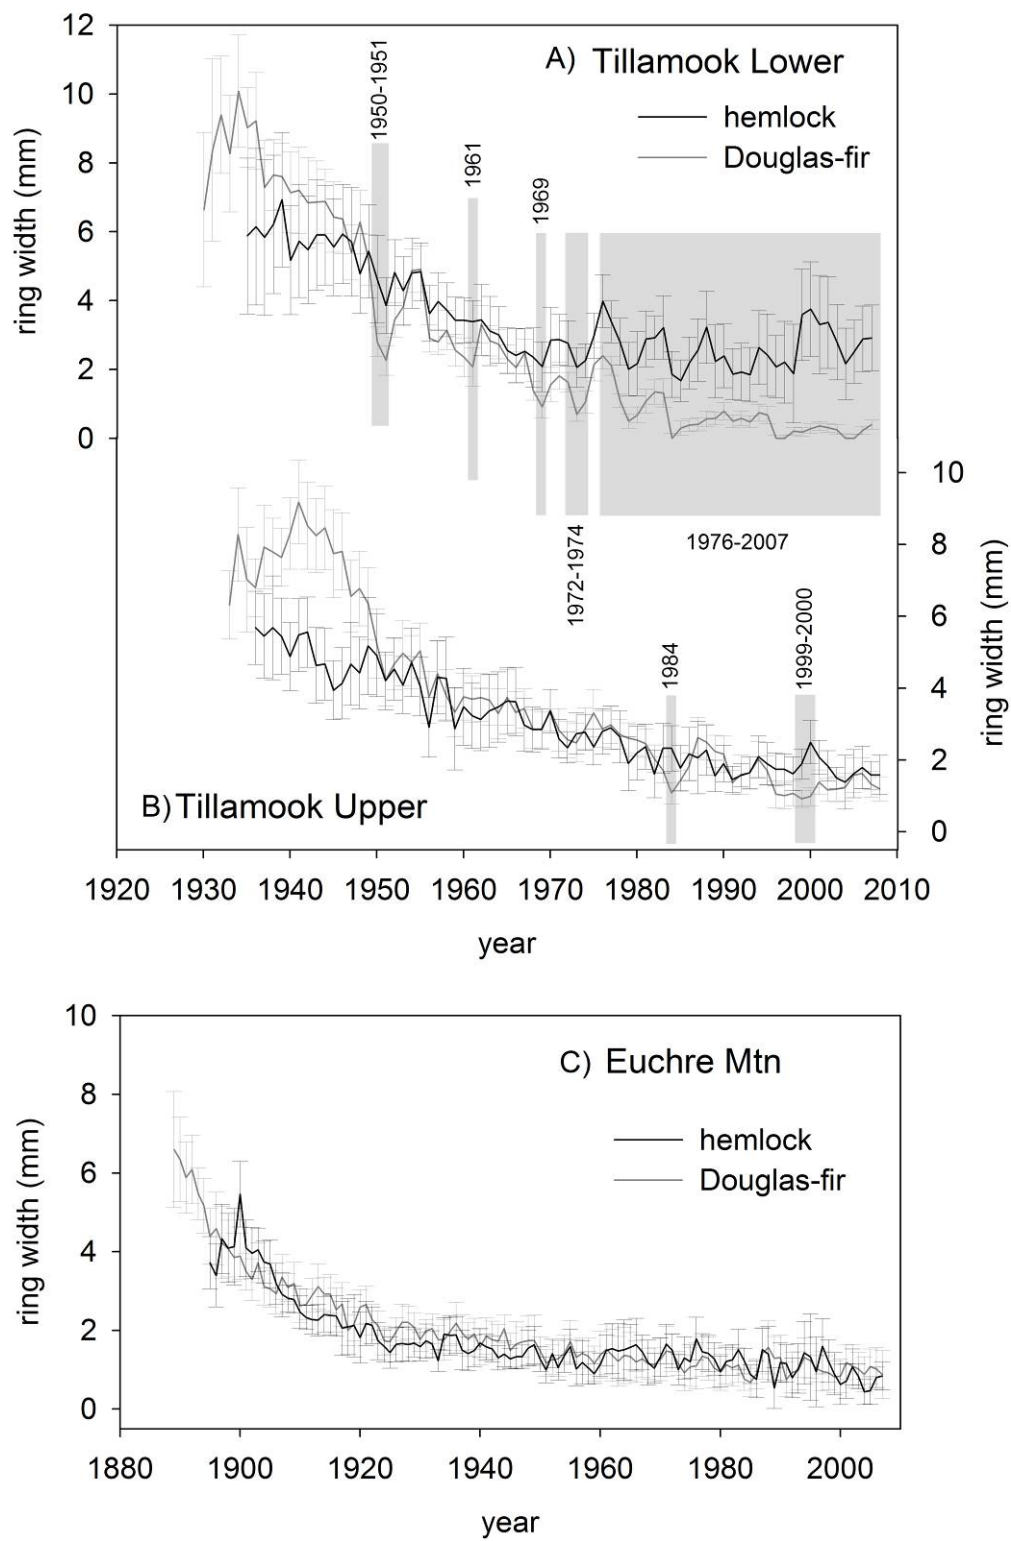 A) Tillamook Lower
hemlock
Douglas-fir
12
10
8
6
4
2
0
ring width (mm)
1950-1951
1961
1969
1972-1974
1976-2007
10
8
6
4
2
0
ring width (mm)
1984
1999-2000
B) Tillamook Upper
1920 1930 1940 1950 1960 1970 1980 1990 2000 2010
year
C) Euchre Mtn
hemlock
Douglas-fir
10
8
6
4
2
0
ring width (mm)
1880 1900 1920 1940 1960 1980 2000
year